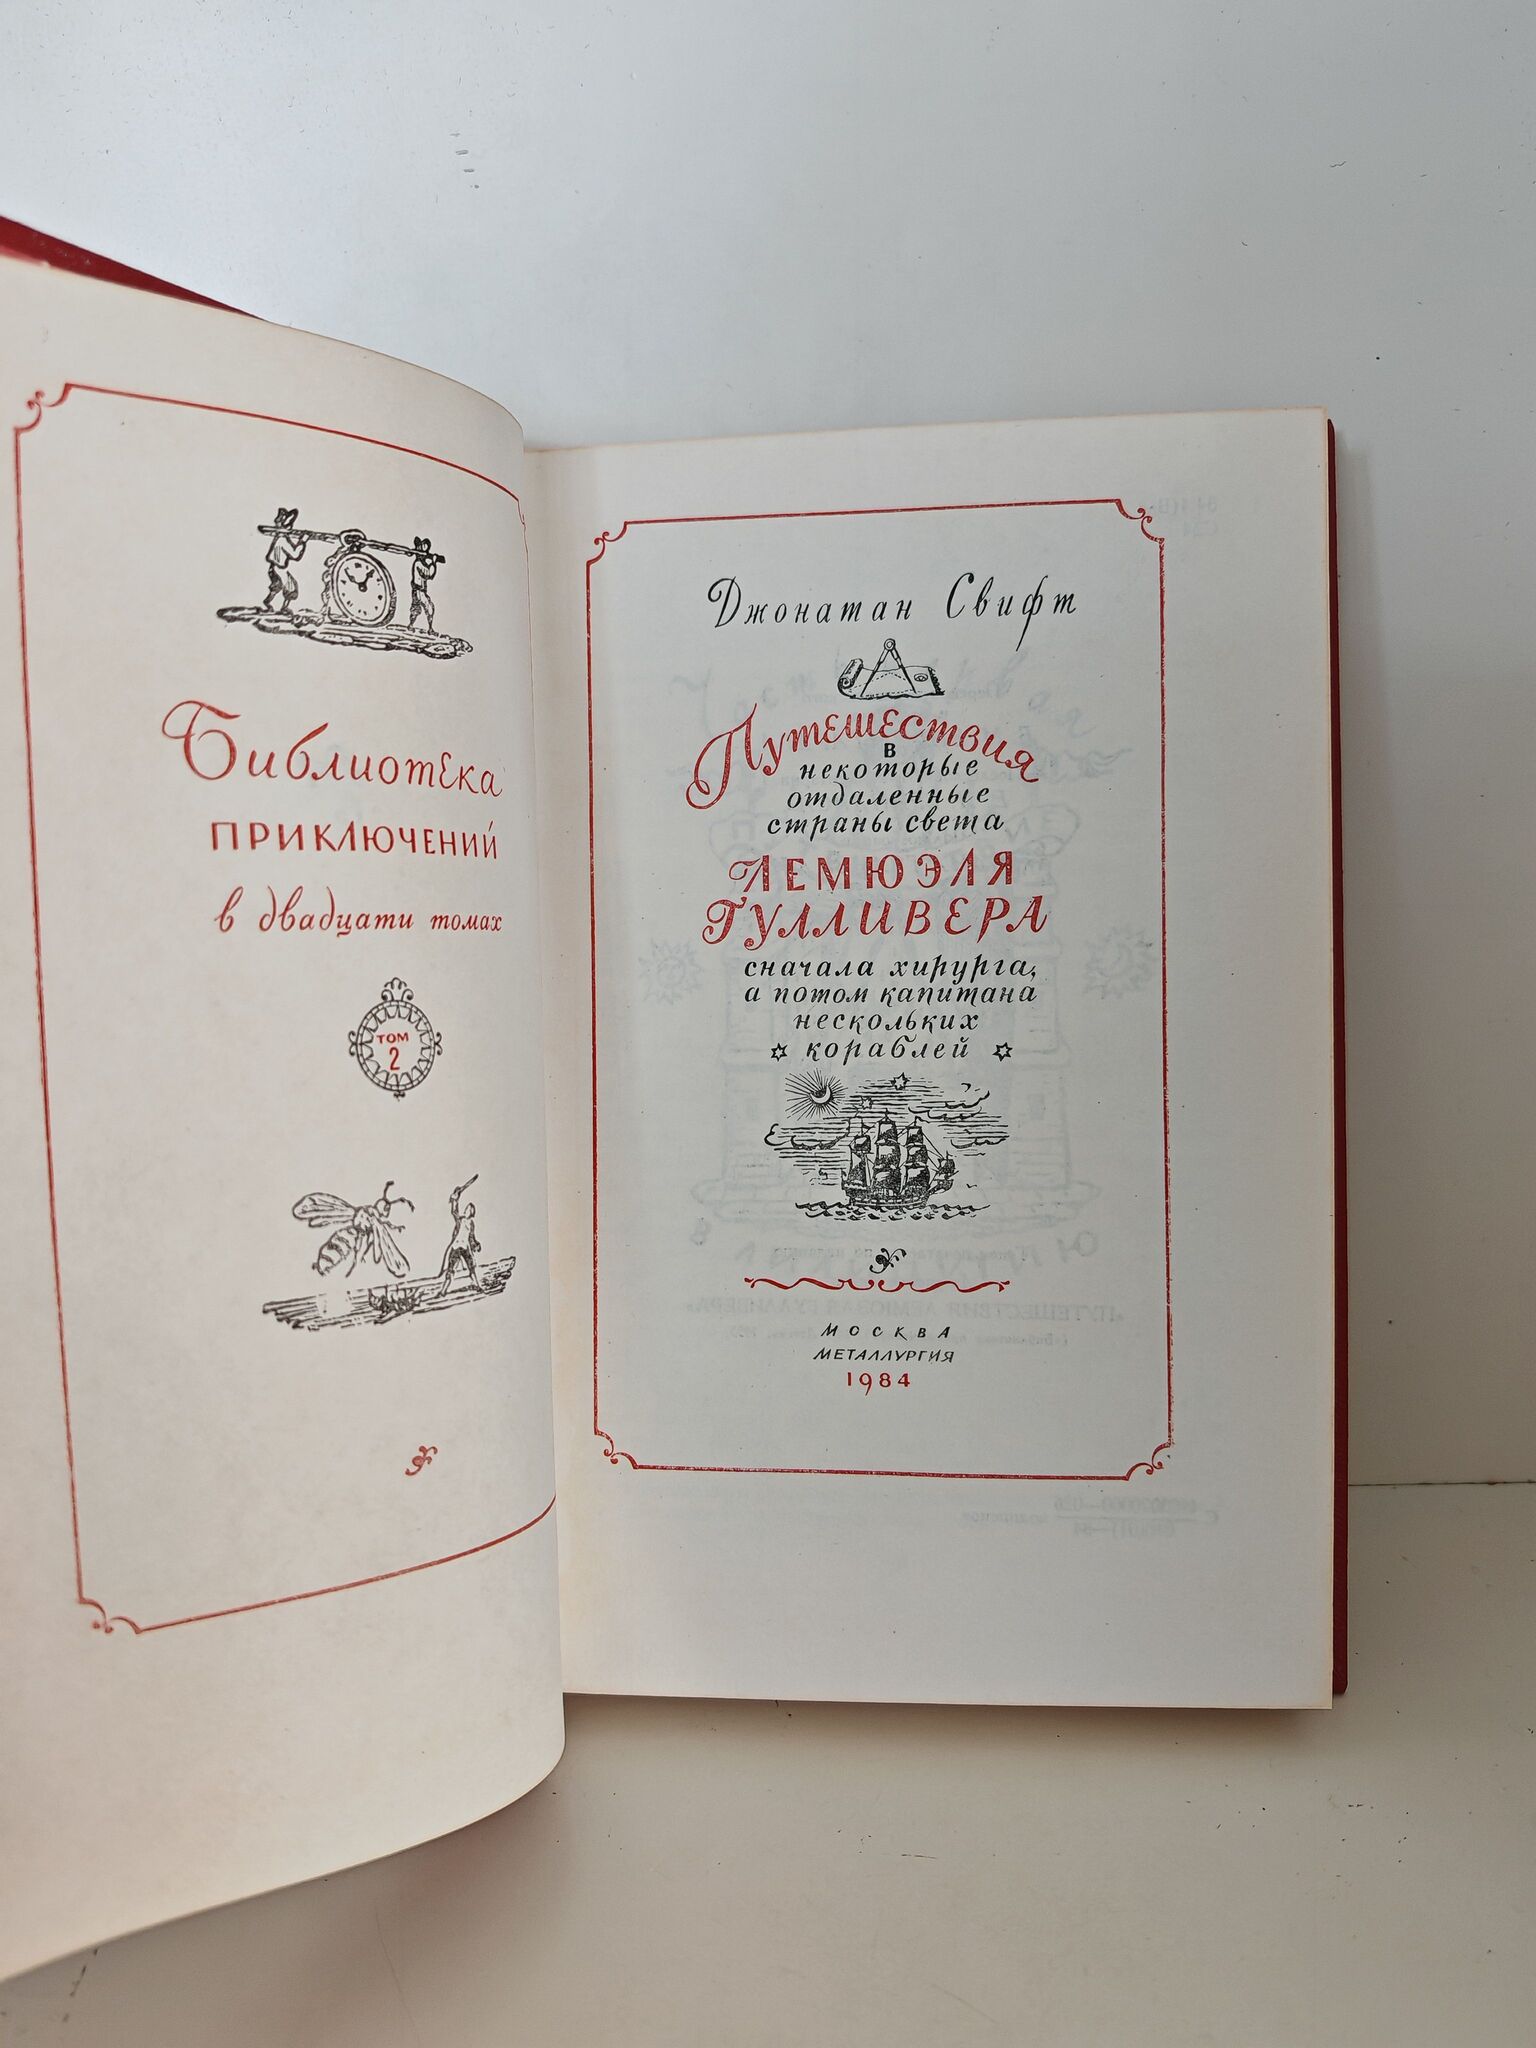 Библиотека
ПРИКЛЮЧЕНИЙ
в двадцати томах
ТОМ
2
Джонатан Свифт
Путешествия
в
некоторые
отдаленные
страны света
ЛЕМЮЭЛЯ
ГУЛЛИВЕРА
сначала хирурга,
а потом капитана
нескольких
кораблей
МОСКВА
МЕТАЛЛУРГИЯ
1984